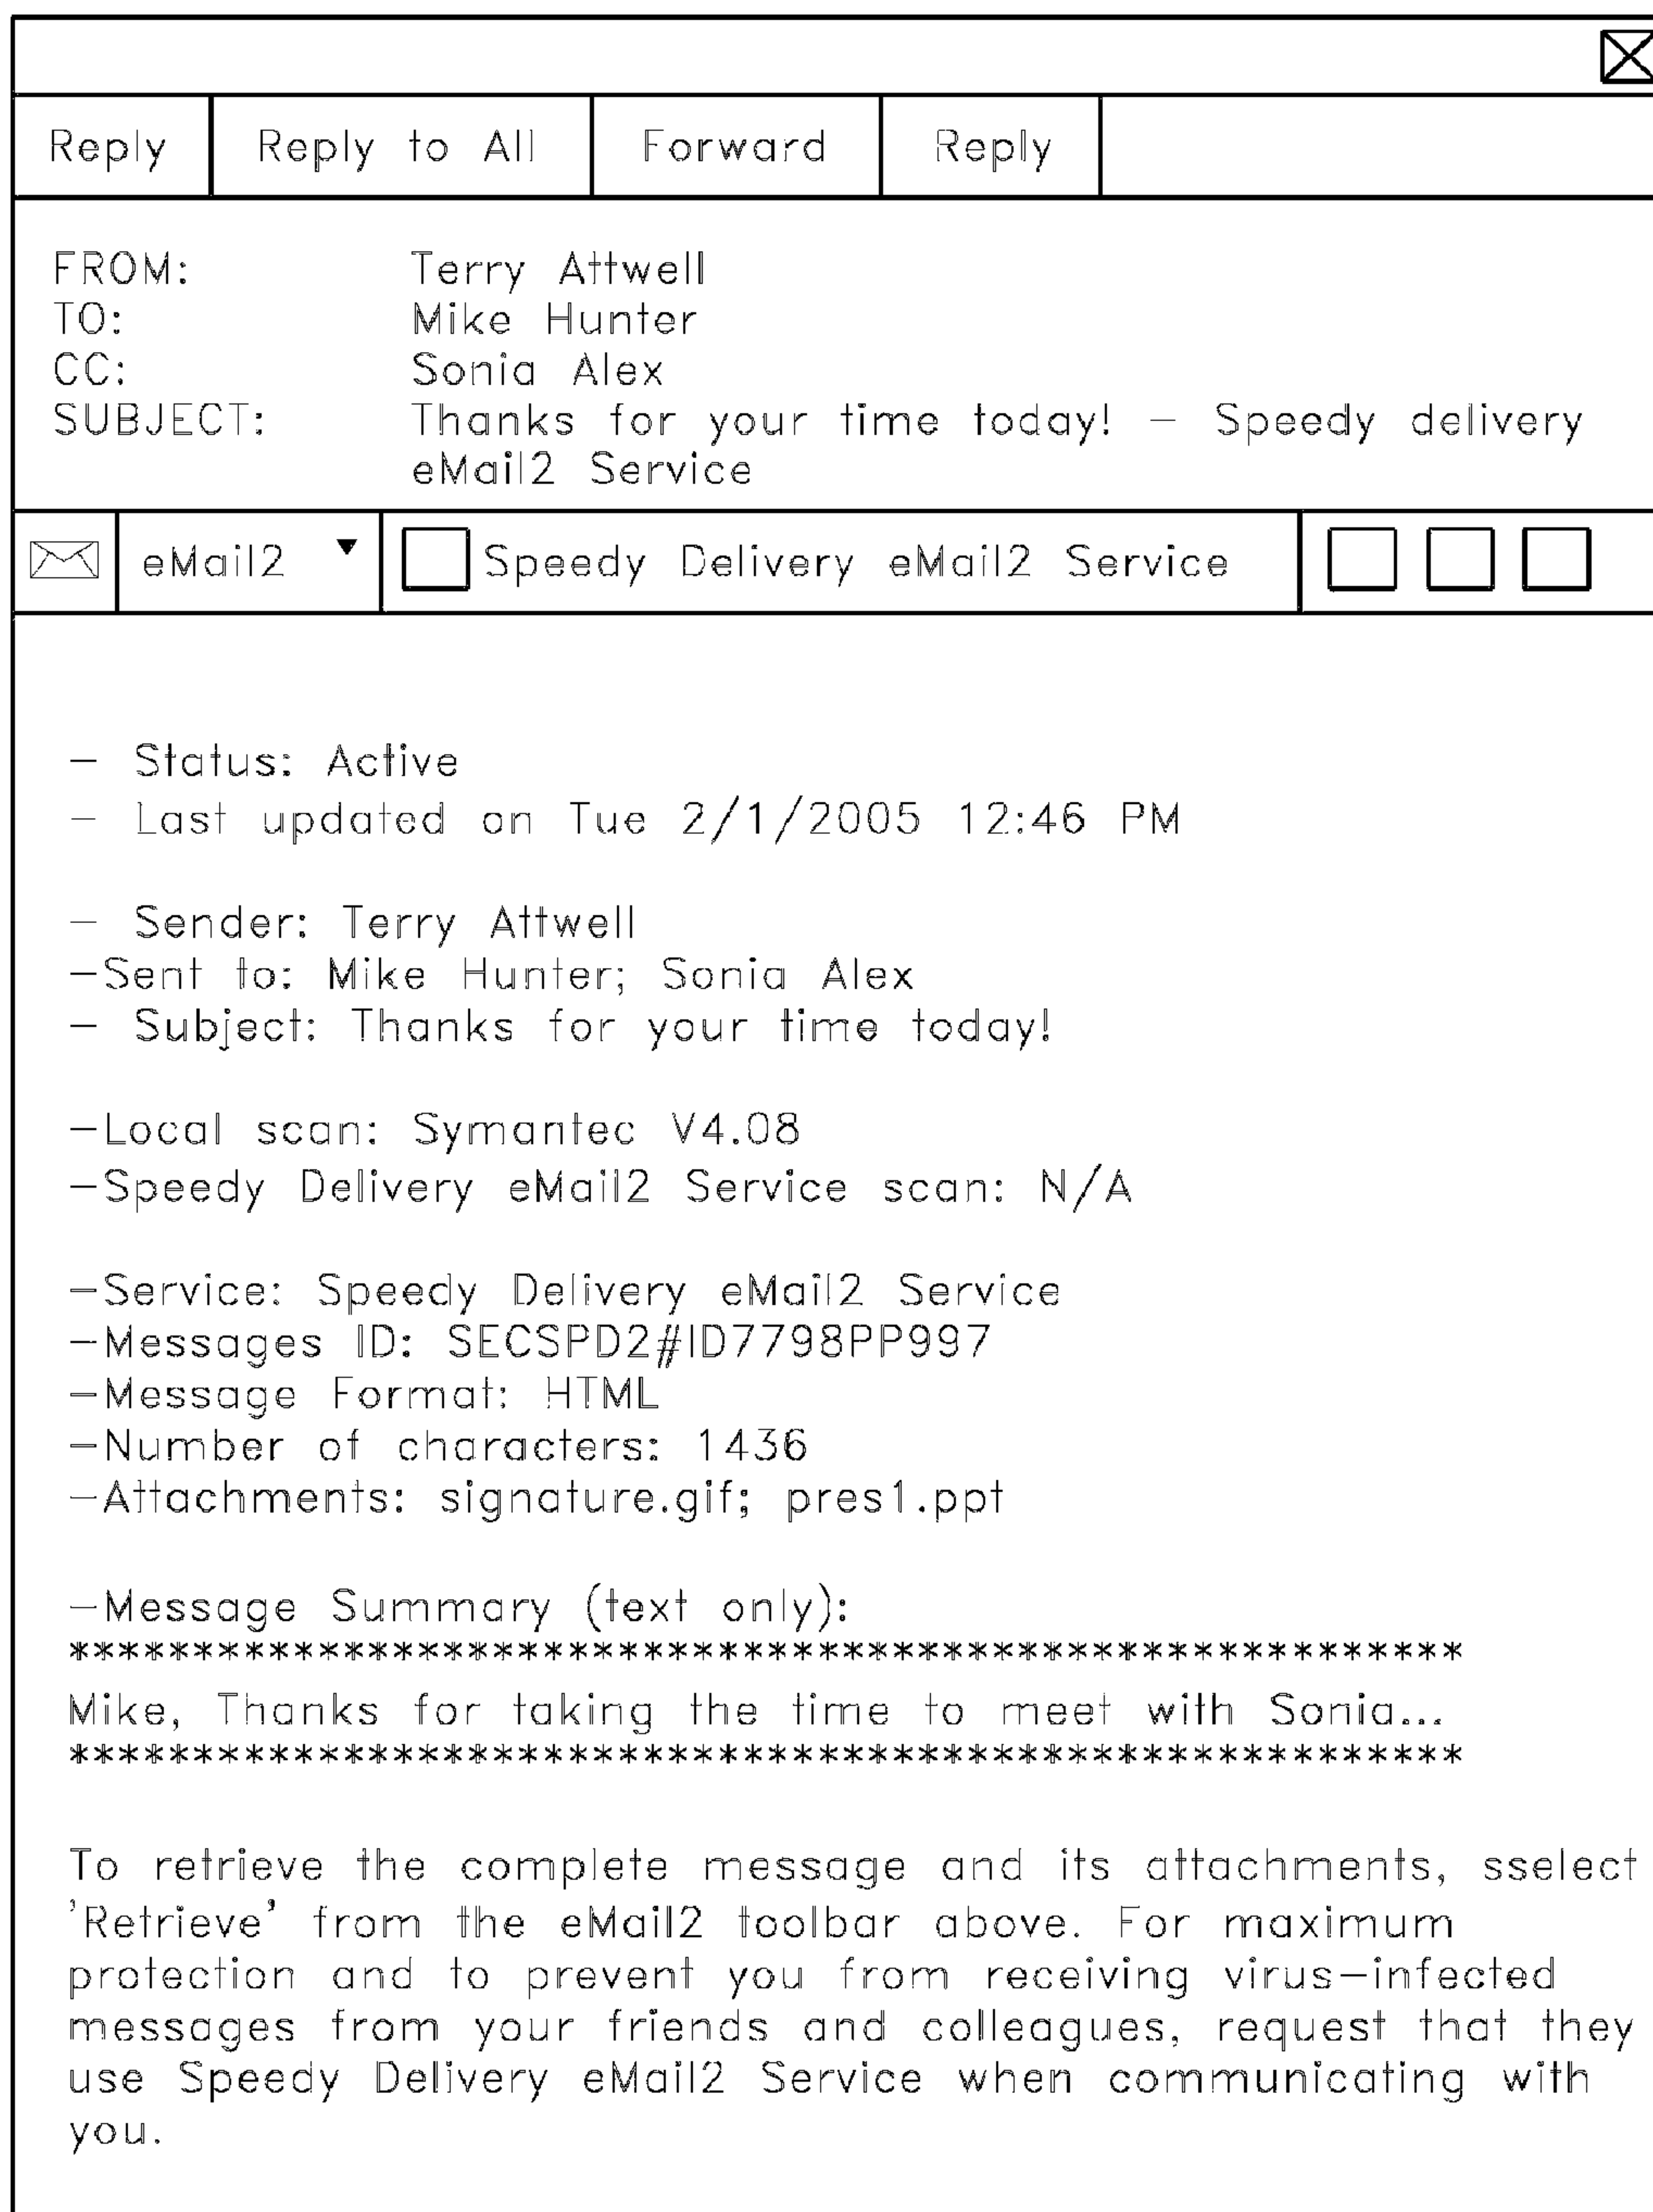 Reply Reply to All Forward Reply
FROM: Terry Attwell
TO: Mike Hunter
CC: Sonia Alex
SUBJECT: Thanks for your time today! – Speedy delivery
eMail2 Service
eMail2 Speedy Delivery eMail2 Service
– Status: Active
– Last updated on Tue 2/1/2005 12:46 PM
– Sender: Terry Attwell
–Sent to: Mike Hunter; Sonia Alex
– Subject: Thanks for your time today!
–Local scan: Symantec V4.08
–Speedy Delivery eMail2 Service scan: N/A
–Service: Speedy Delivery eMail2 Service
–Messages ID: SECSPD2#ID7798PP997
–Message Format: HTML
–Number of characters: 1436
–Attachments: signature.gif; pres1.ppt
–Message Summary (text only):
********************************************************
Mike, Thanks for taking the time to meet with Sonia...
********************************************************
To retrieve the complete message and its attachments, sselect
'Retrieve' from the eMail2 toolbar above. For maximum
protection and to prevent you from receiving virus–infected
messages from your friends and colleagues, request that they
use Speedy Delivery eMail2 Service when communicating with
you.